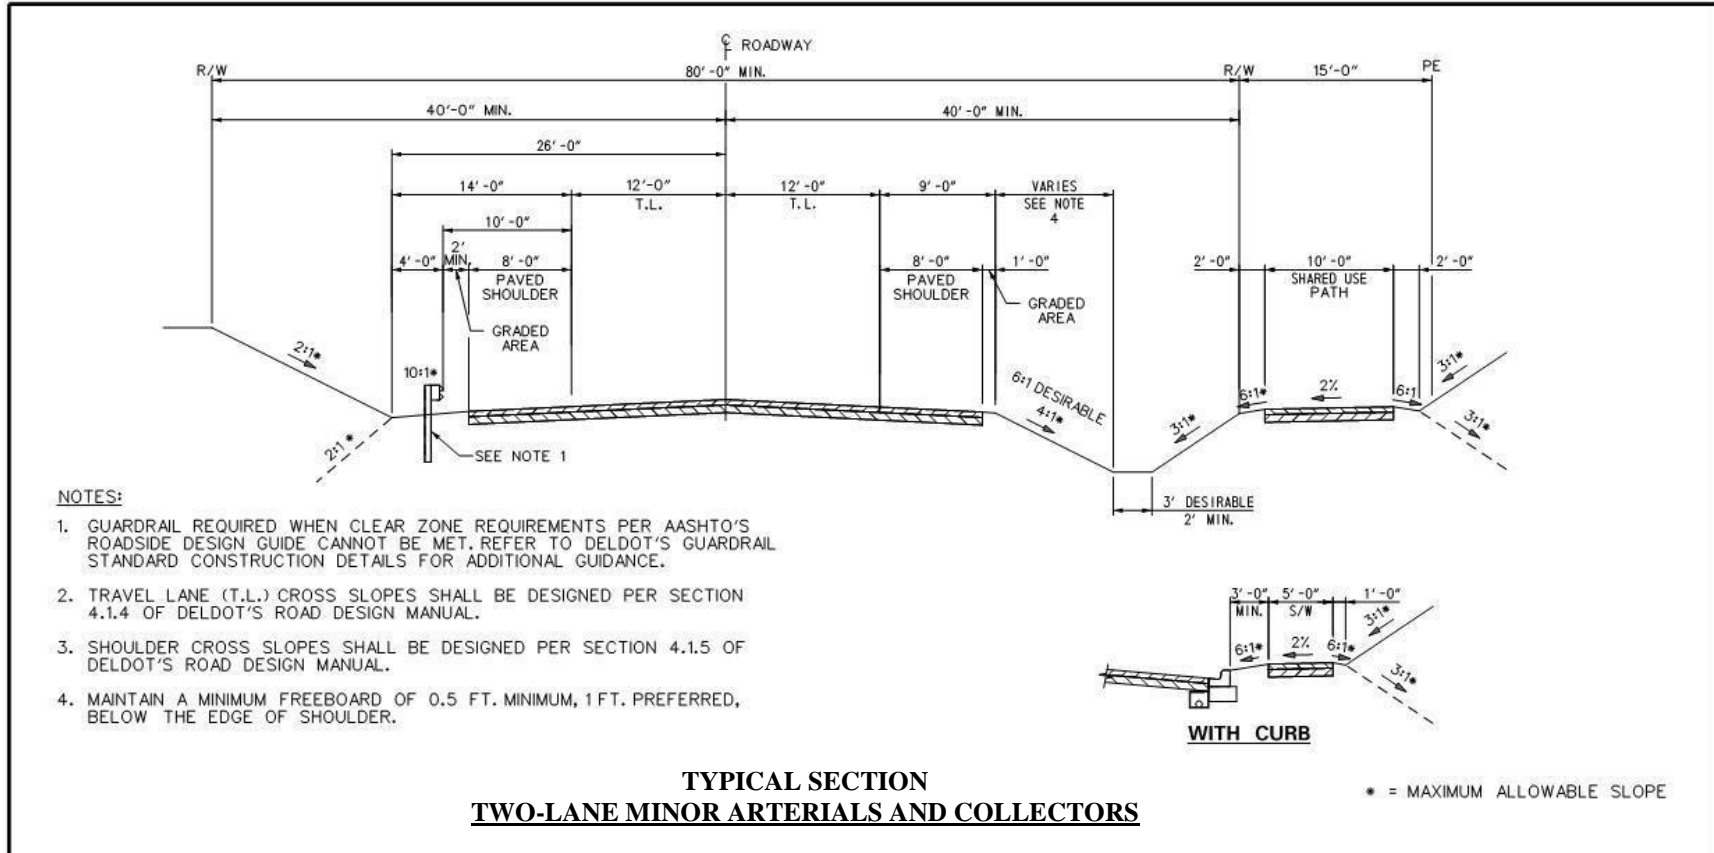 ℄ ROADWAY
R/W
80'-0" MIN.
R/W
15'-0"
PE
40'-0" MIN.
40'-0" MIN.
26'-0"
14'-0"
12'-0"
T.L.
12'-0"
T.L.
9'-0"
VARIES
SEE NOTE
4
10'-0"
4'-0"
2'
MIN.
8'-0"
PAVED
SHOULDER
8'-0"
PAVED
SHOULDER
1'-0"
2'-0"
10'-0"
SHARED USE
PATH
2'-0"
GRADED
AREA
GRADED
AREA
2:1*
10:1*
6:1 DESIRABLE
4:1*
3:1*
6:1*
2%
6:1
3:1*
3:1*
2:1*
SEE NOTE 1
3' DESIRABLE
2' MIN.
NOTES:
1. GUARDRAIL REQUIRED WHEN CLEAR ZONE REQUIREMENTS PER AASHTO'S
ROADSIDE DESIGN GUIDE CANNOT BE MET. REFER TO DELDOT'S GUARDRAIL
STANDARD CONSTRUCTION DETAILS FOR ADDITIONAL GUIDANCE.
2. TRAVEL LANE (T.L.) CROSS SLOPES SHALL BE DESIGNED PER SECTION
4.1.4 OF DELDOT'S ROAD DESIGN MANUAL.
3. SHOULDER CROSS SLOPES SHALL BE DESIGNED PER SECTION 4.1.5 OF
DELDOT'S ROAD DESIGN MANUAL.
4. MAINTAIN A MINIMUM FREEBOARD OF 0.5 FT. MINIMUM, 1 FT. PREFERRED,
BELOW THE EDGE OF SHOULDER.
3'-0"
MIN.
5'-0"
S/W
1'-0"
6:1*
2%
6:1*
3:1*
3:1*
WITH CURB
TYPICAL SECTION
TWO-LANE MINOR ARTERIALS AND COLLECTORS
* = MAXIMUM ALLOWABLE SLOPE